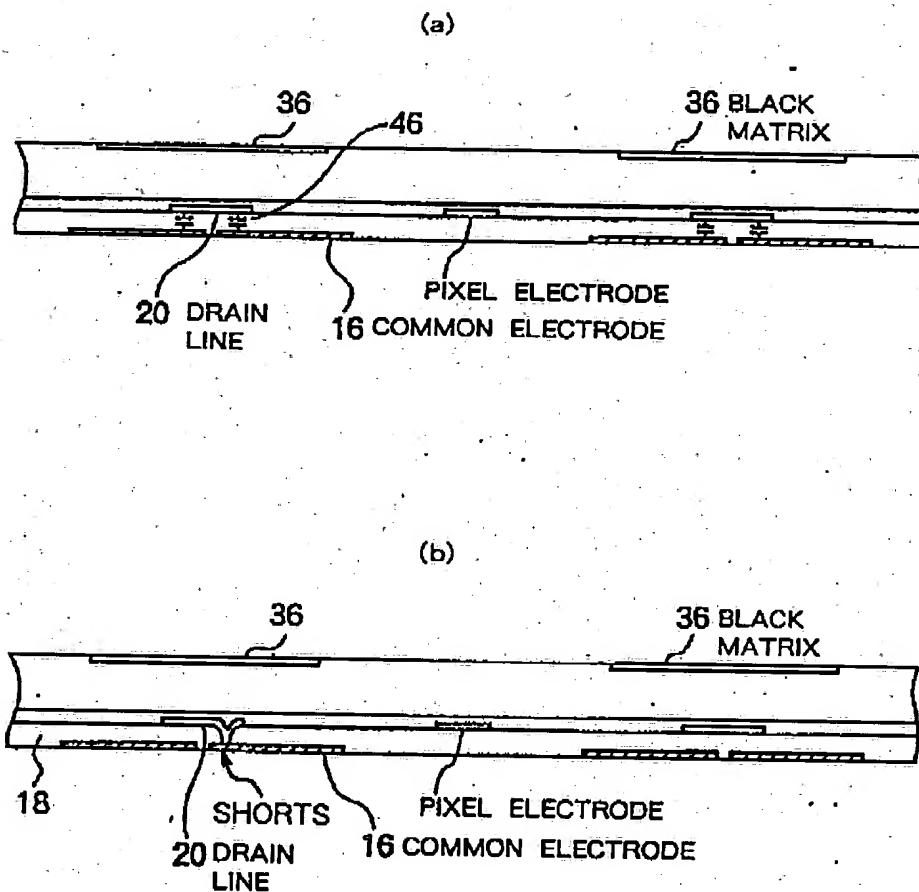 (a)
36
46
36 BLACK
MATRIX
20 DRAIN
LINE
PIXEL ELECTRODE
16 COMMON ELECTRODE
(b)
36
36 BLACK
MATRIX
18
SHORTS
20 DRAIN
LINE
PIXEL ELECTRODE
16 COMMON ELECTRODE